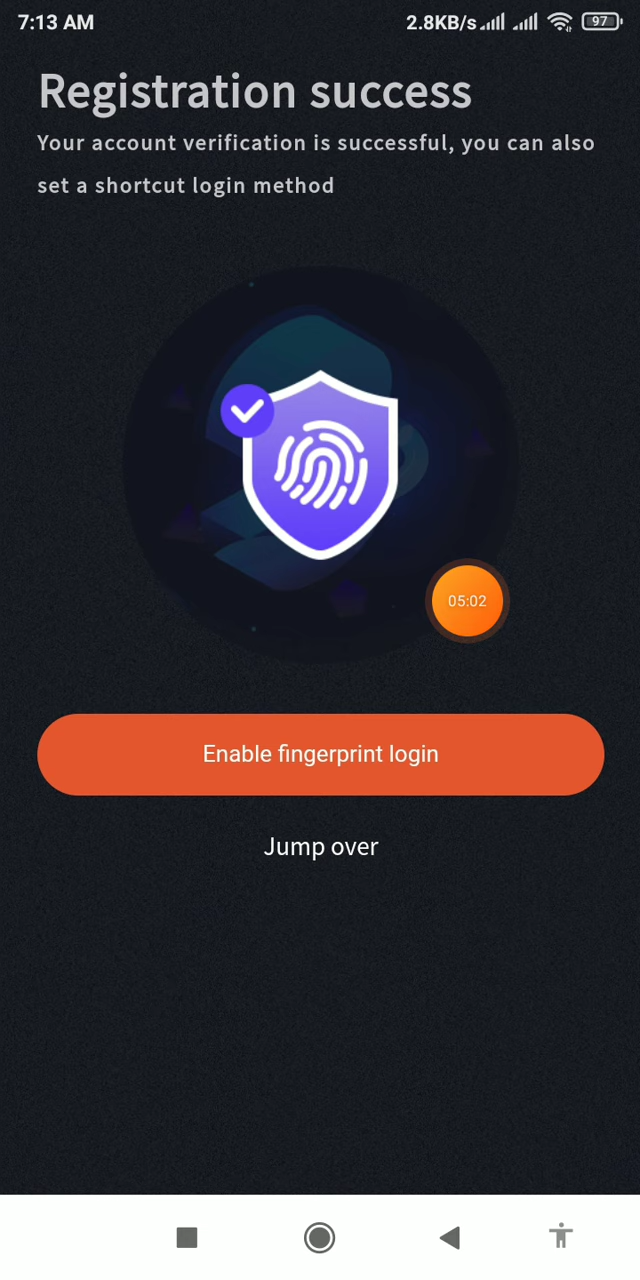 7:13 AM 2.8KB/s 97
Registration success
Your account verification is successful, you can also
set a shortcut login method
05:02
Enable fingerprint login
Jump over